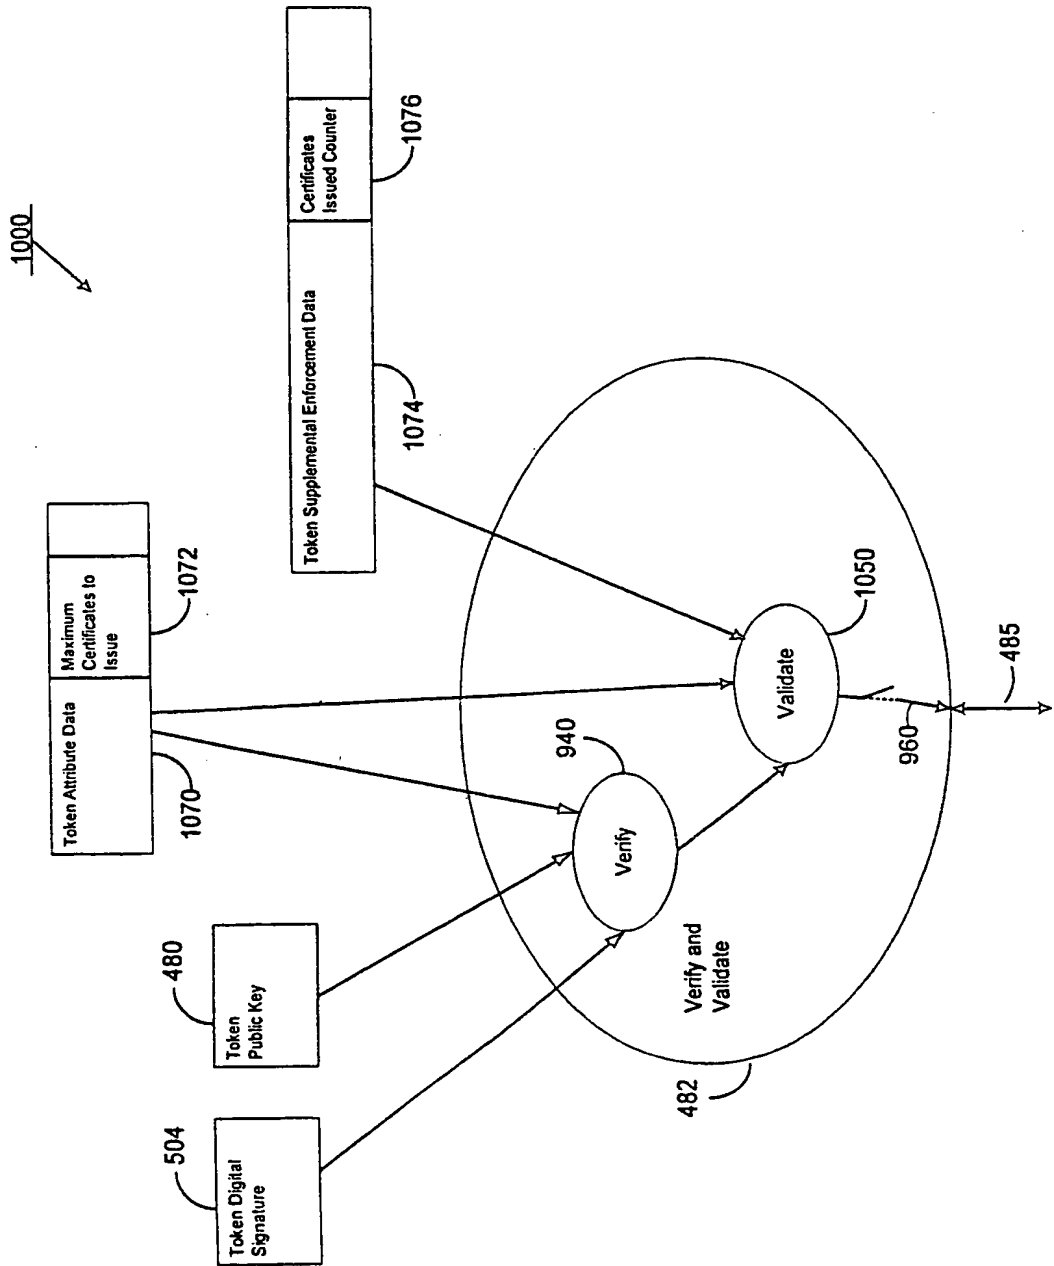 1000
Token Digital
Signature
504
Token
Public Key
480
Token Attribute Data
1070
Maximum
Certificates to
Issue
1072
Token Supplemental Enforcement Data
1074
Certificates
Issued Counter
1076
Verify
940
Validate
1050
Verify and
Validate
482
960
485